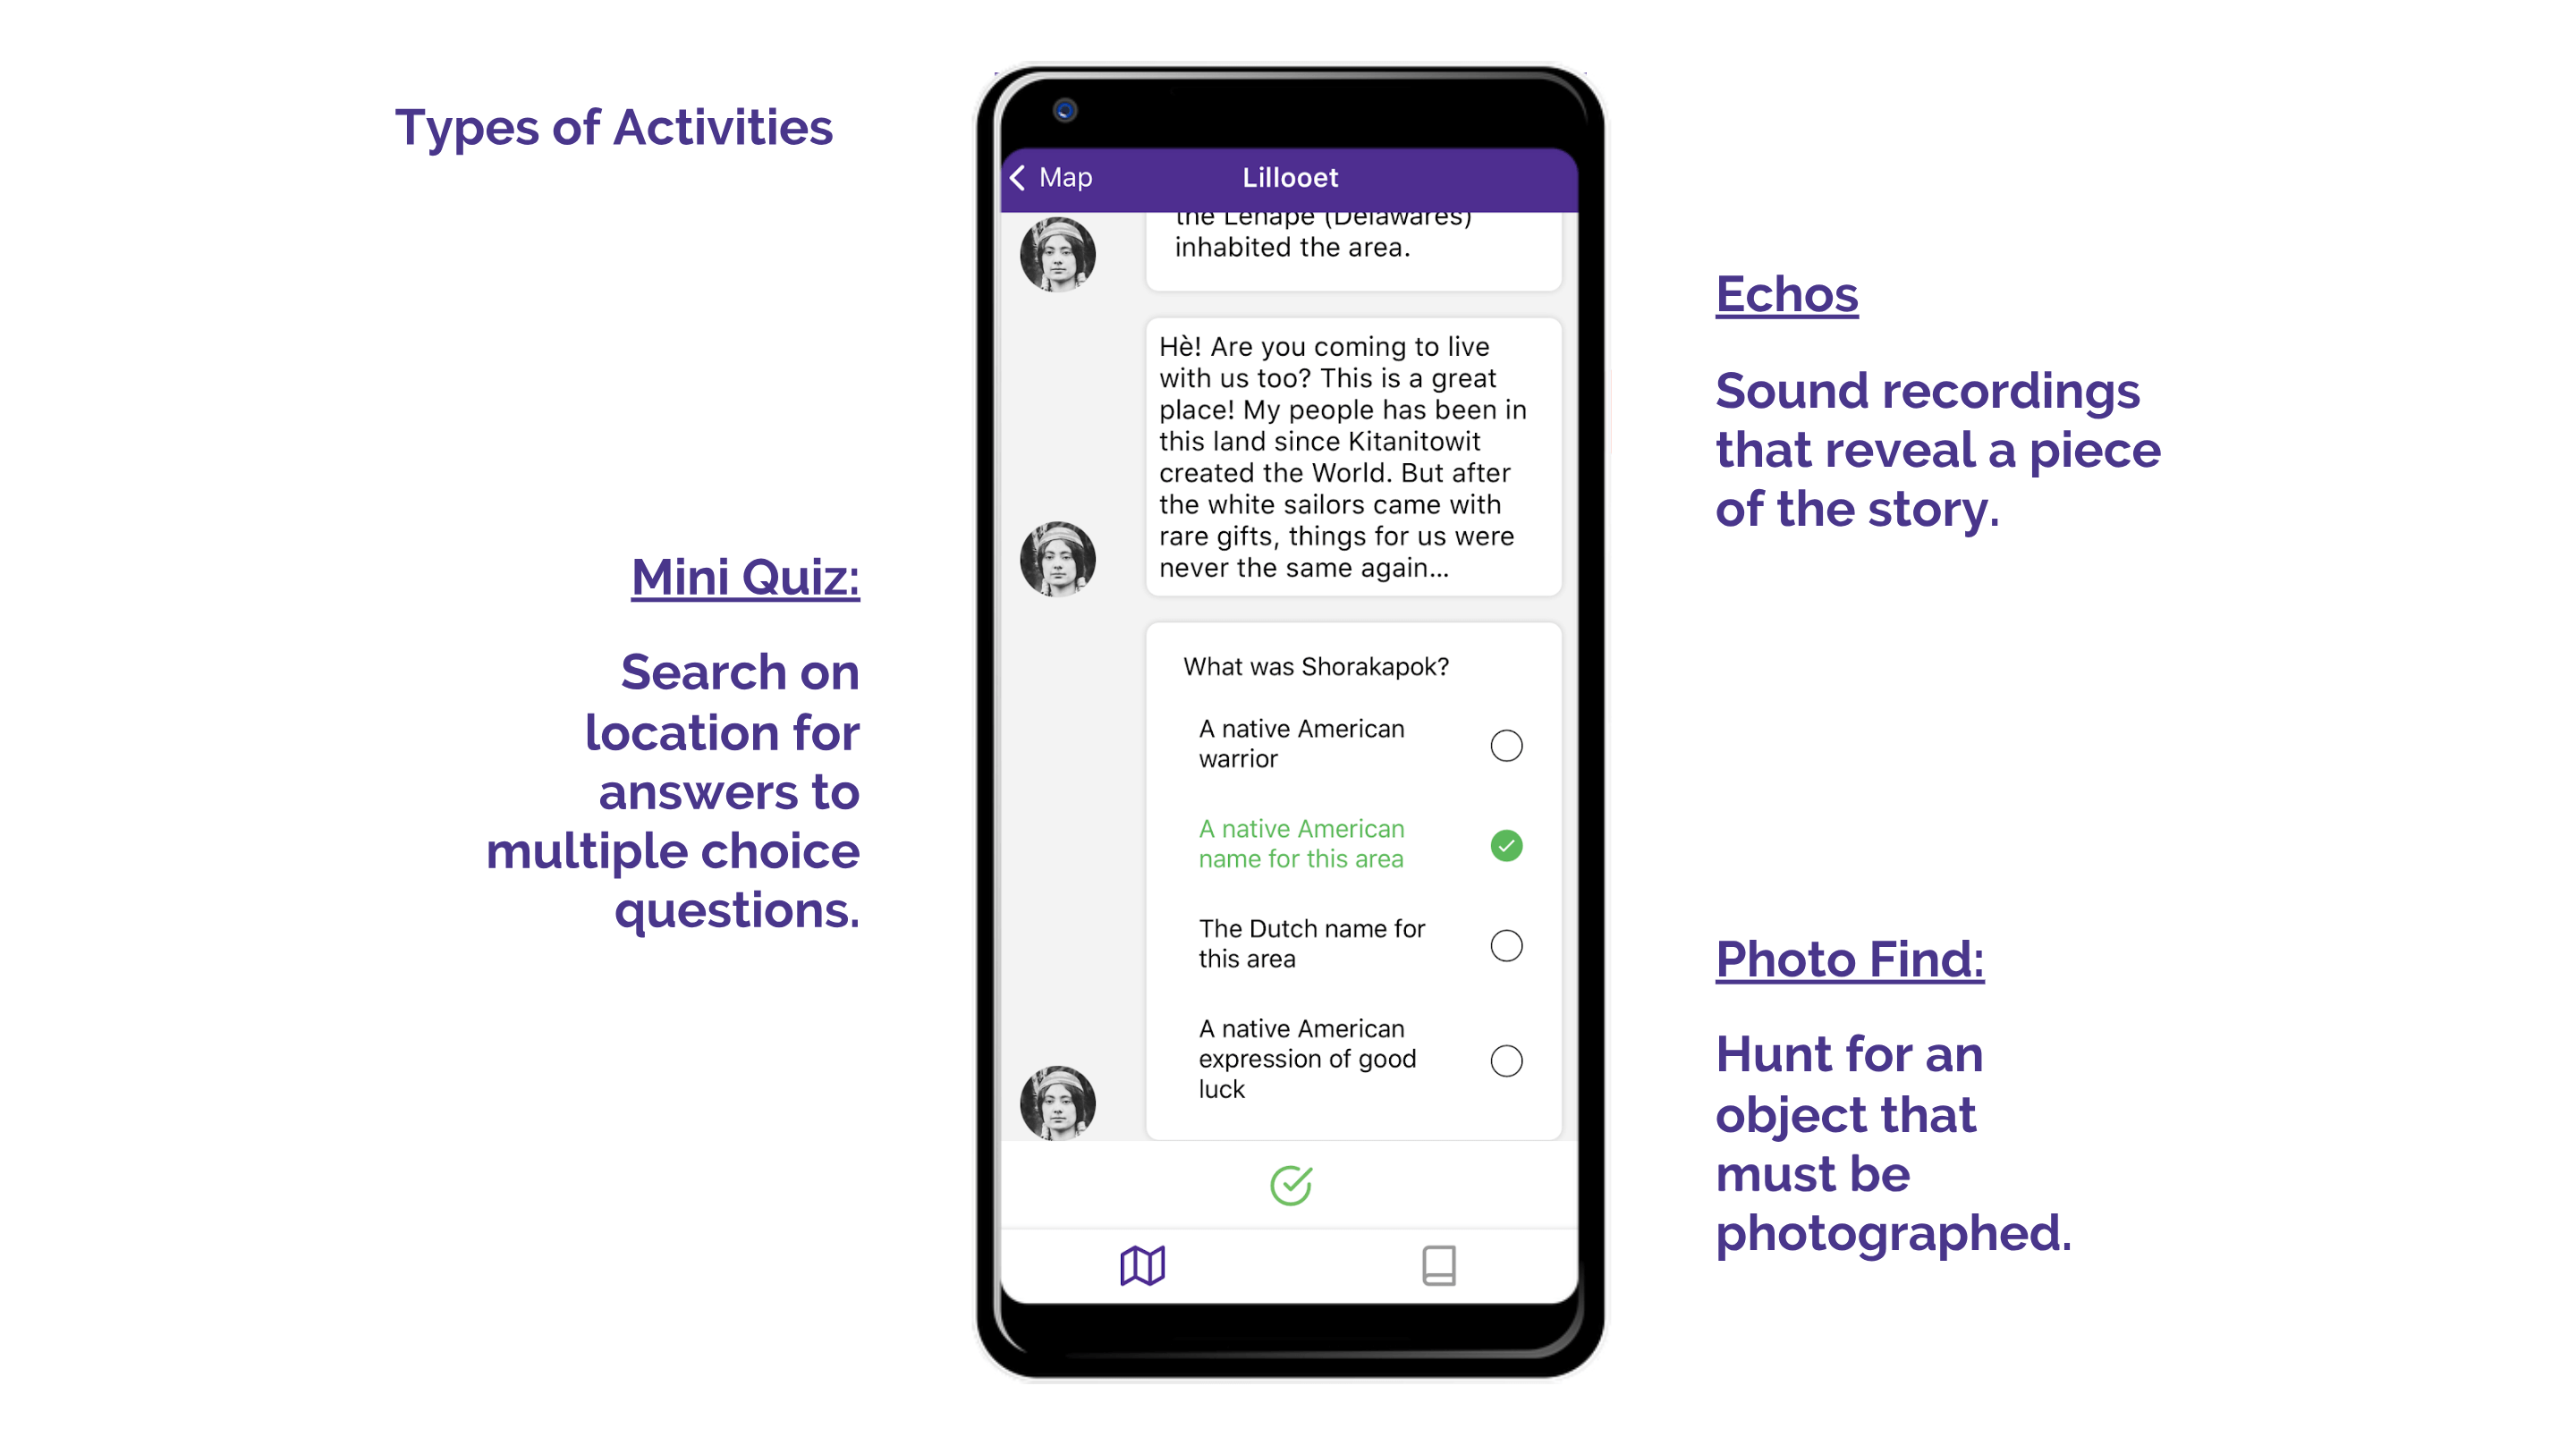 Types of Activities
Mini Quiz:
Search on
location for
answers to
multiple choice
questions.
Map
Lillooet
the Lenape (Delawares)
inhabited the area.
Hè! Are you coming to live
with us too? This is a great
place! My people has been in
this land since Kitanitowit
created the World. But after
the white sailors came with
rare gifts, things for us were
never the same again...
What was Shorakapok?
A native American
warrior
A native American
name for this area
The Dutch name for
this area
A native American
expression of good
luck
Echos
Sound recordings
that reveal a piece
of the story.
Photo Find:
Hunt for an
object that
must be
photographed.